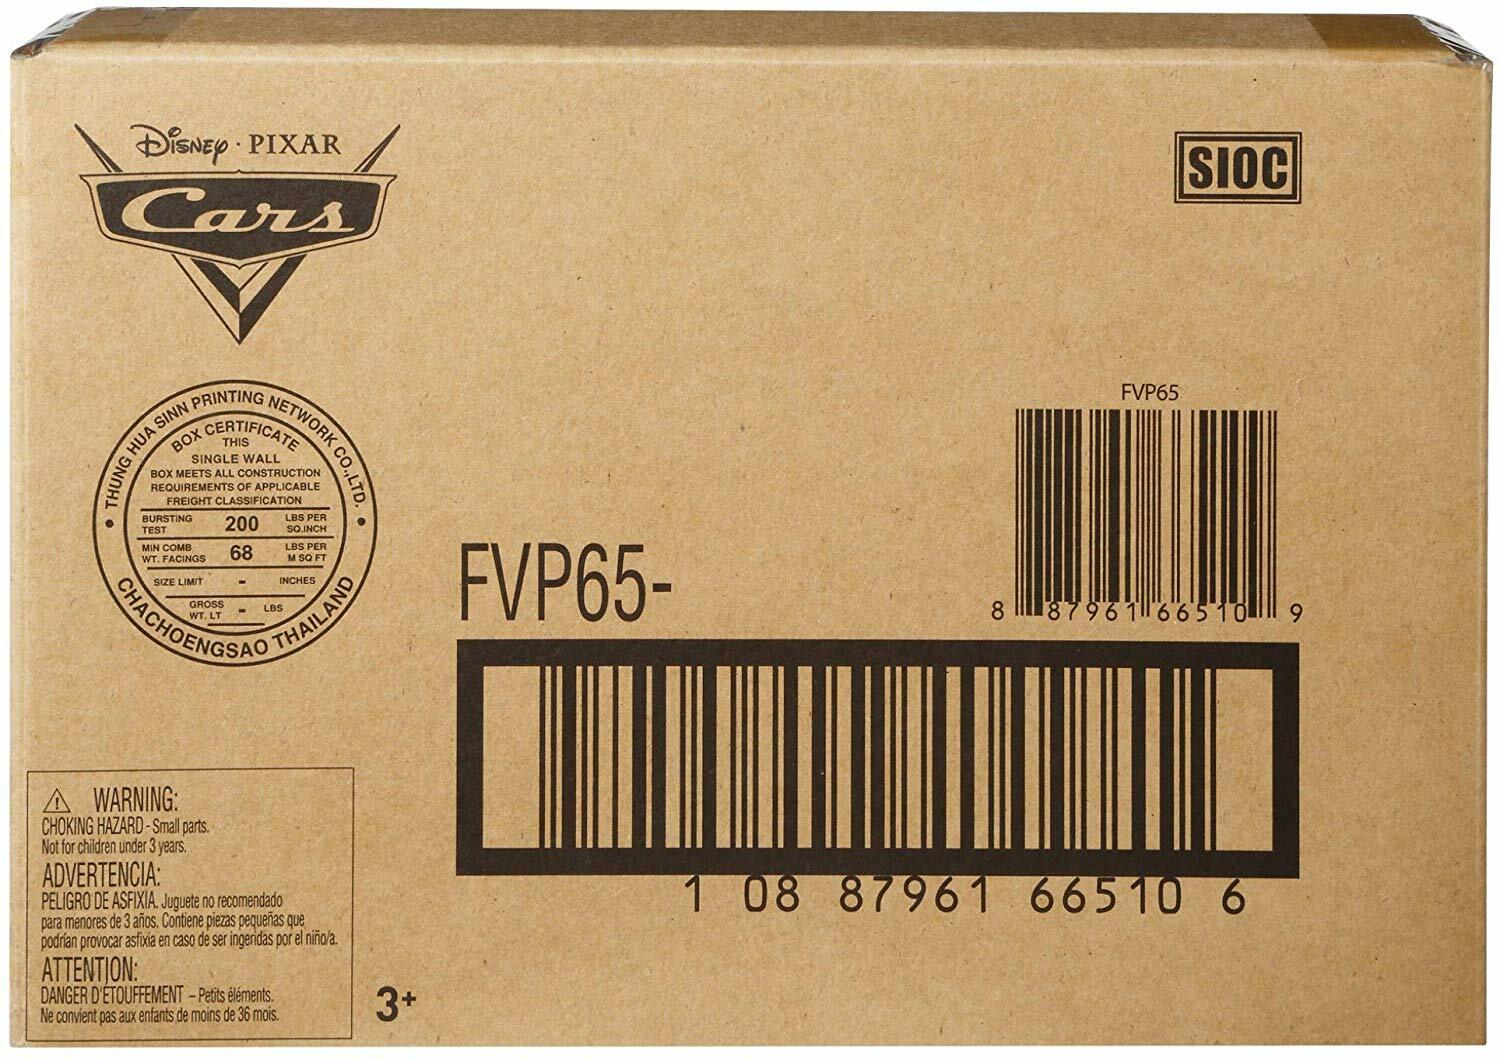 Disney · PIXAR
Cars
SIOC
THUNG HUA SINN PRINTING NETWORK CO.,LTD.
BOX CERTIFICATE
THIS
SINGLE WALL
BOX MEETS ALL CONSTRUCTION
REQUIREMENTS OF APPLICABLE
FREIGHT CLASSIFICATION
BURSTING TEST 200 LBS PER SQ.INCH
MIN COMB WT. FACINGS 68 LBS PER M SQ FT
SIZE LIMIT - INCHES
GROSS WT. LT - LBS
CHACHOENGSAO THAILAND
FVP65
8 87961 66510 9
FVP65-
1 08 87961 66510 6
WARNING:
CHOKING HAZARD - Small parts.
Not for children under 3 years.
ADVERTENCIA:
PELIGRO DE ASFIXIA. Juguete no recomendado
para menores de 3 años. Contiene piezas pequeñas que
podrían provocar asfixia en caso de ser ingeridas por el niño/a.
ATTENTION:
DANGER D'ÉTOUFFEMENT – Petits éléments.
Ne convient pas aux enfants de moins de 36 mois.
3+